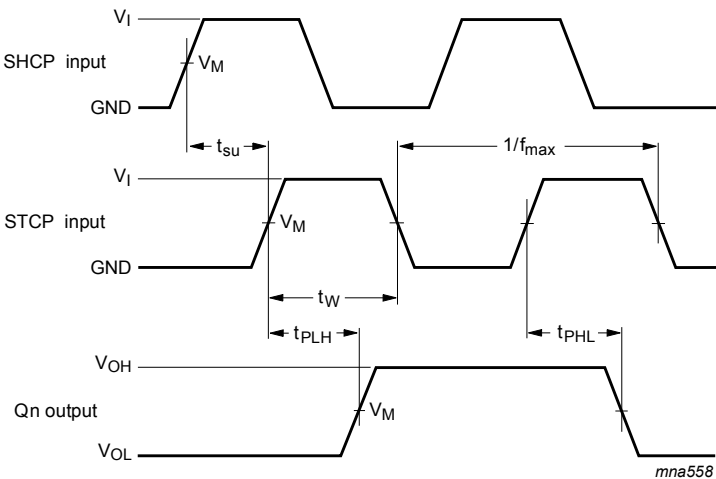 VI
SHCP input
VM
GND
tsu
1/fmax
VI
STCP input
VM
GND
tW
tPLH
tPHL
VOH
Qn output
VM
VOL
mna558